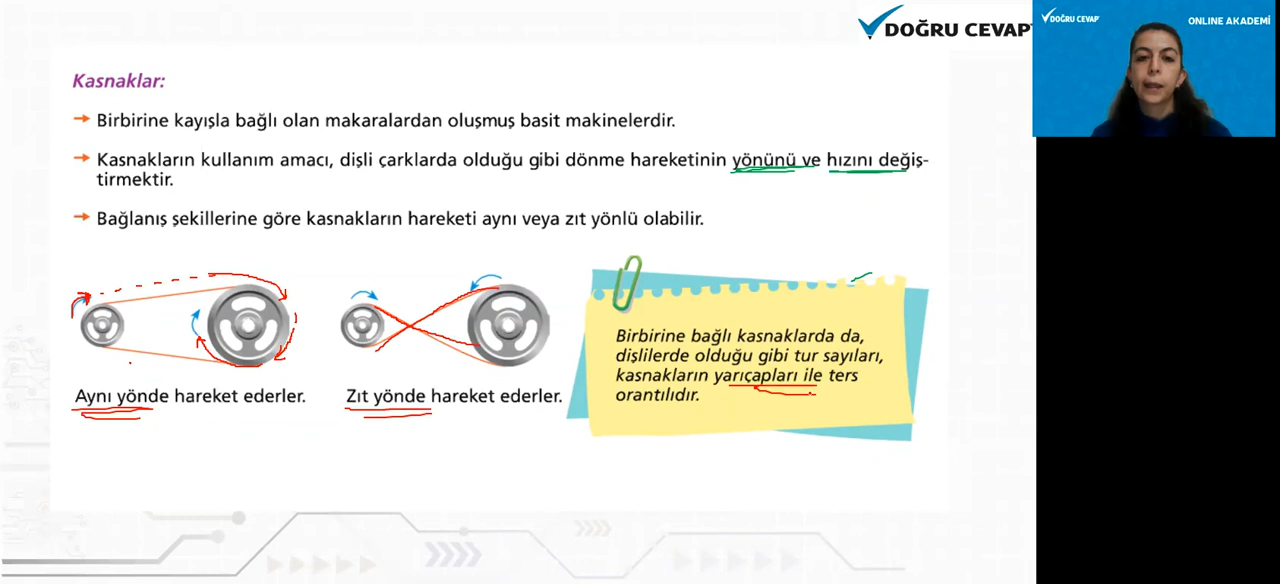 DOĞRU CEVAP
DOĞRU CEVAP
ONLINE AKADEMİ
Kasnaklar:
Birbirine kayışla bağlı olan makaralardan oluşmuş basit makinelerdir.
Kasnakların kullanım amacı, dişli çarklarda olduğu gibi dönme hareketinin yönünü ve hızını değiş-
tirmektir.
Bağlanış şekillerine göre kasnakların hareketi aynı veya zıt yönlü olabilir.
Aynı yönde hareket ederler.
Zıt yönde hareket ederler.
Birbirine bağlı kasnaklarda da,
dişlilerde olduğu gibi tur sayıları,
kasnakların yarıçapları ile ters
orantılıdır.